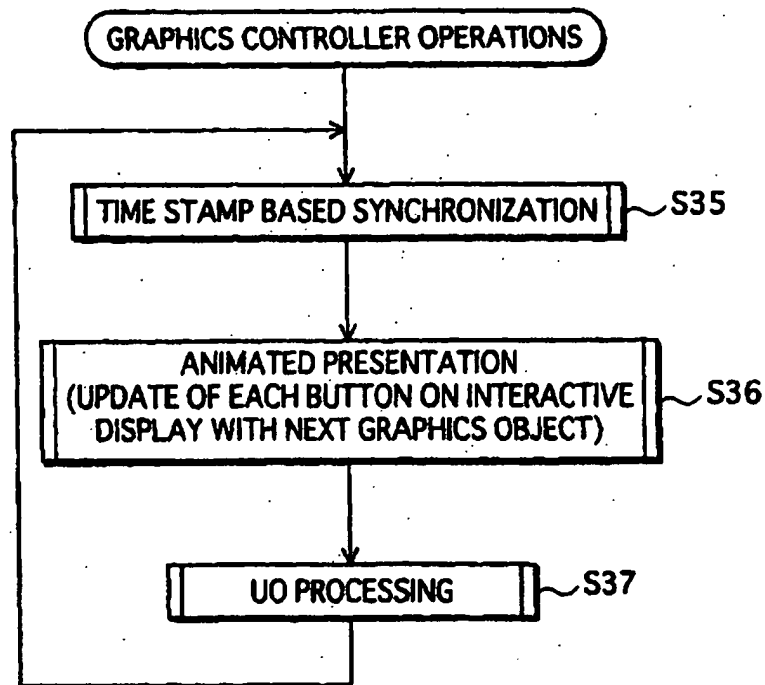 GRAPHICS CONTROLLER OPERATIONS
TIME STAMP BASED SYNCHRONIZATION
S35
ANIMATED PRESENTATION
(UPDATE OF EACH BUTTON ON INTERACTIVE
DISPLAY WITH NEXT GRAPHICS OBJECT)
S36
UO PROCESSING
S37